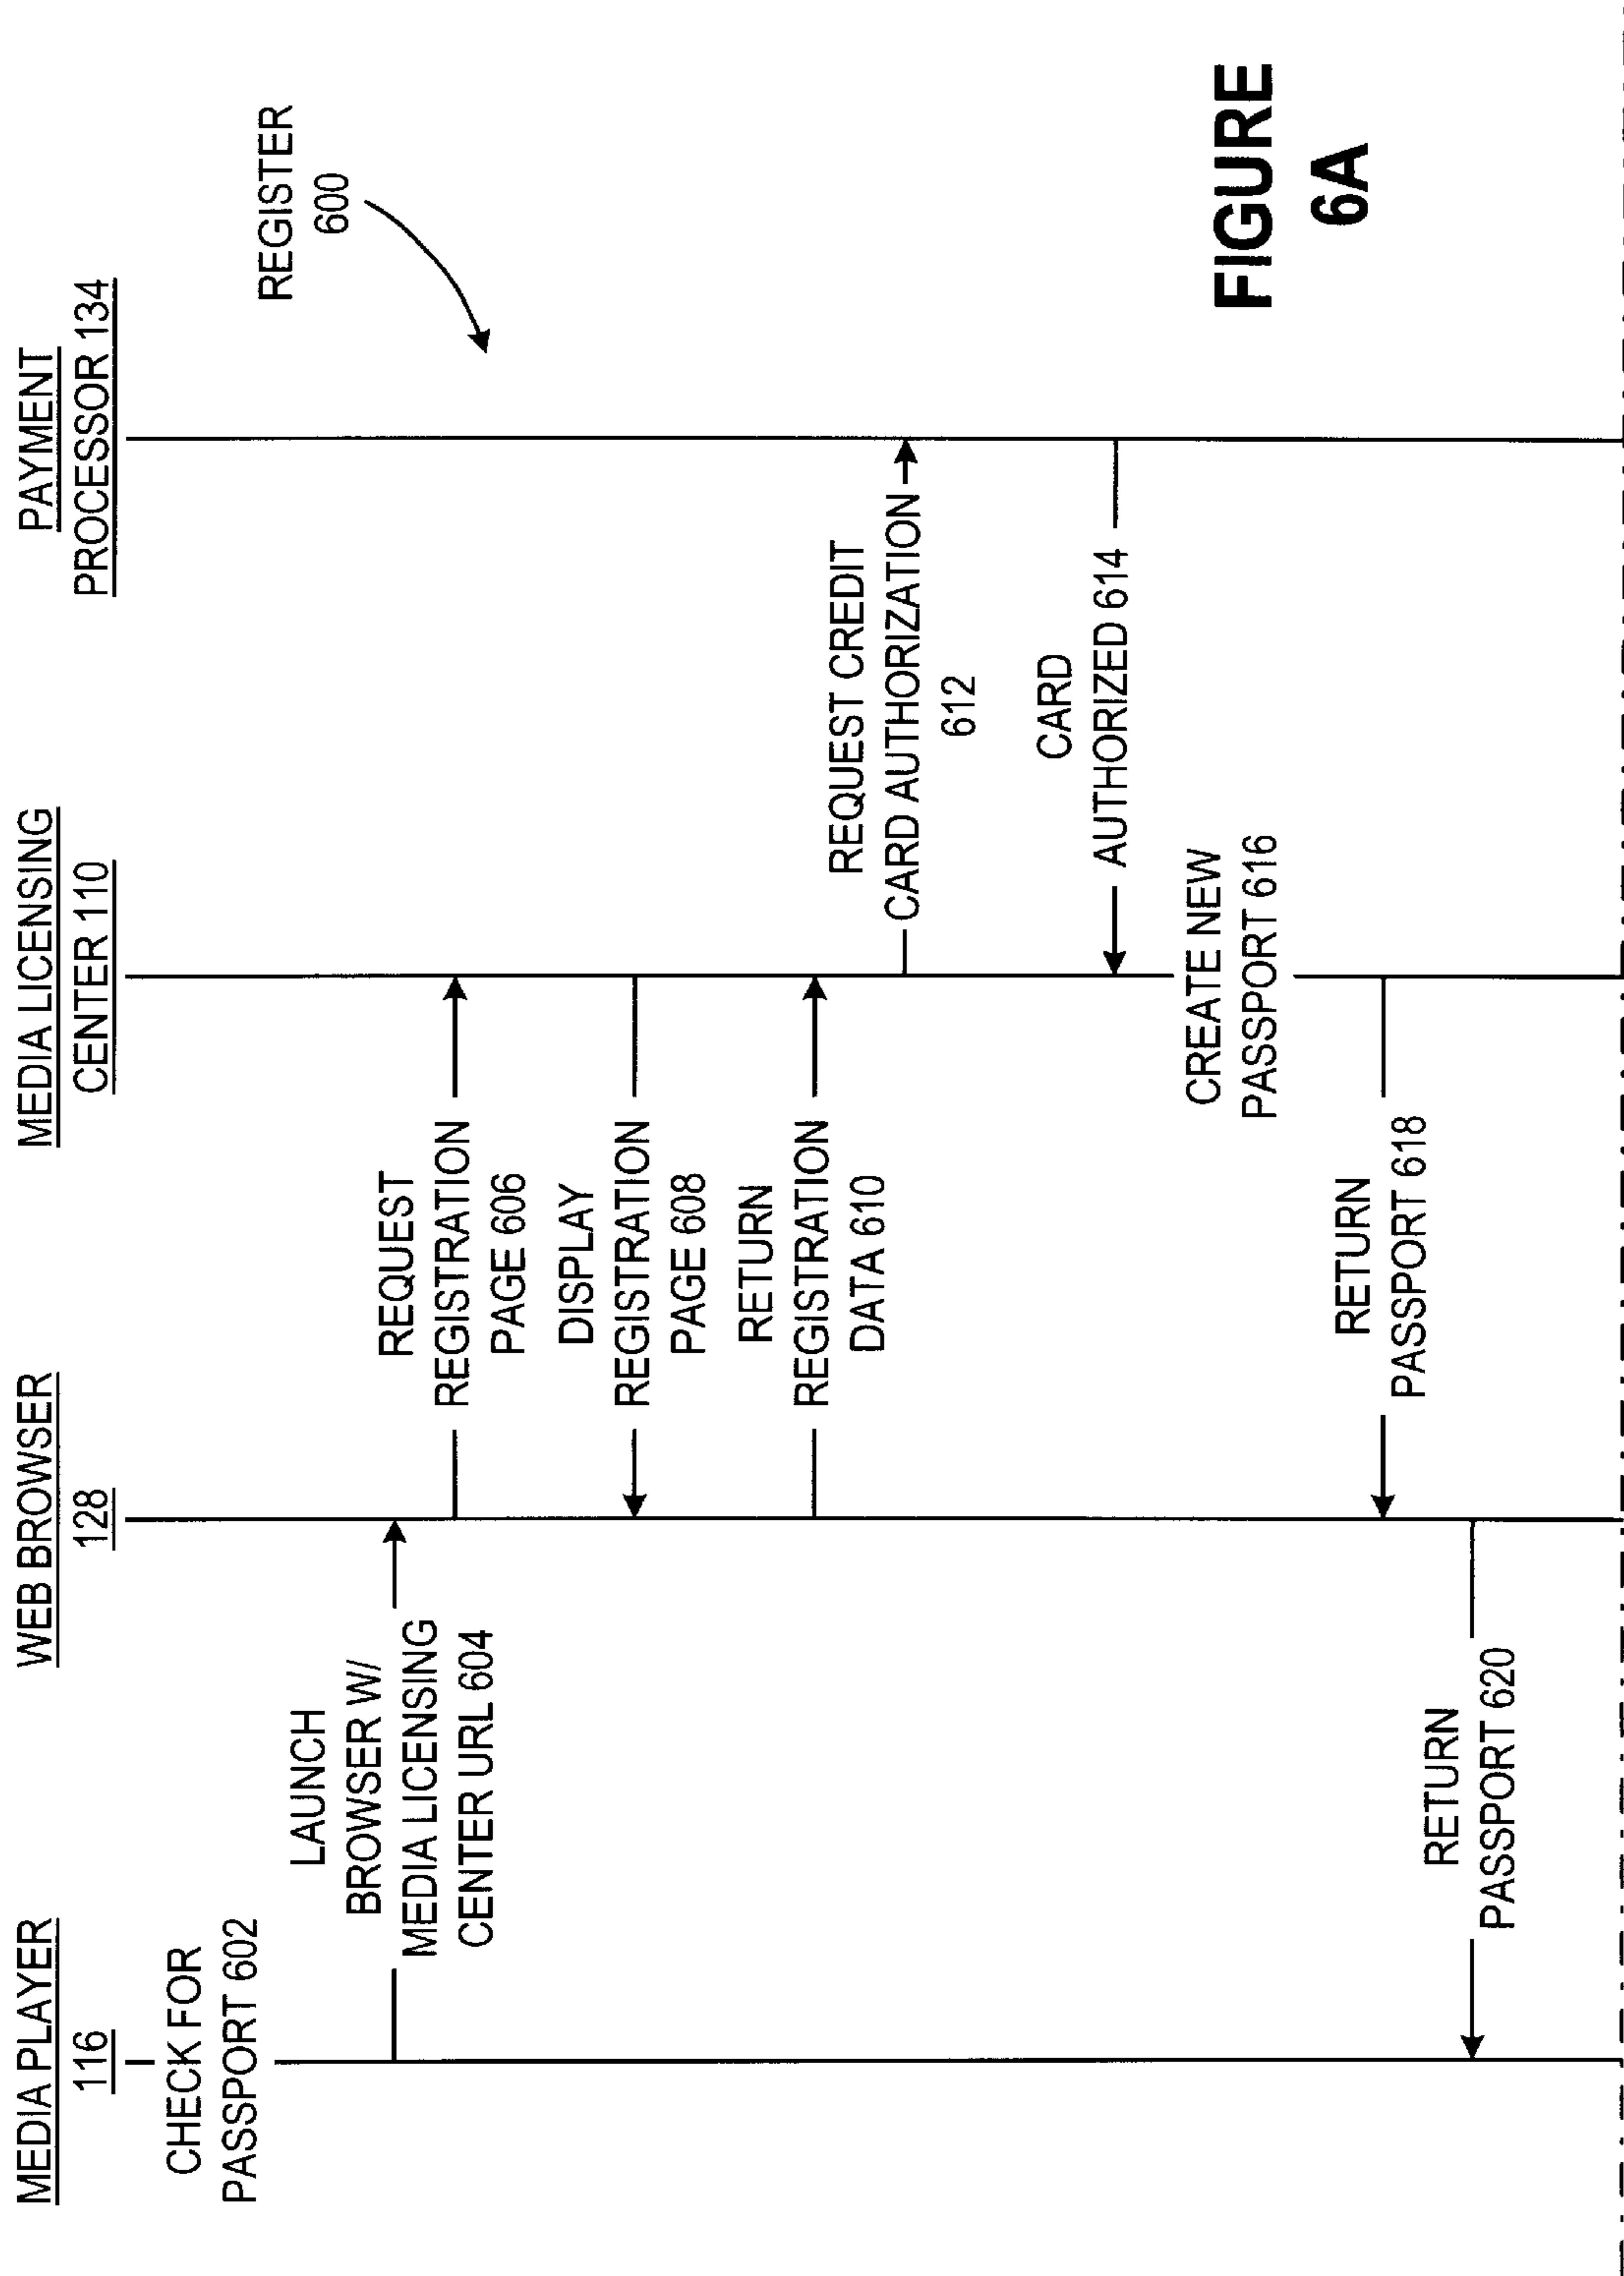 MEDIA PLAYER
116
WEB BROWSER
128
MEDIA LICENSING
CENTER 110
PAYMENT
PROCESSOR 134
CHECK FOR
PASSPORT 602
REGISTER
600
LAUNCH
BROWSER W/
MEDIA LICENSING
CENTER URL 604
REQUEST
REGISTRATION
PAGE 606
DISPLAY
REGISTRATION
PAGE 608
RETURN
REGISTRATION
DATA 610
REQUEST CREDIT
CARD AUTHORIZATION
612
CARD
AUTHORIZED 614
CREATE NEW
PASSPORT 616
RETURN
PASSPORT 618
RETURN
PASSPORT 620
FIGURE
6A